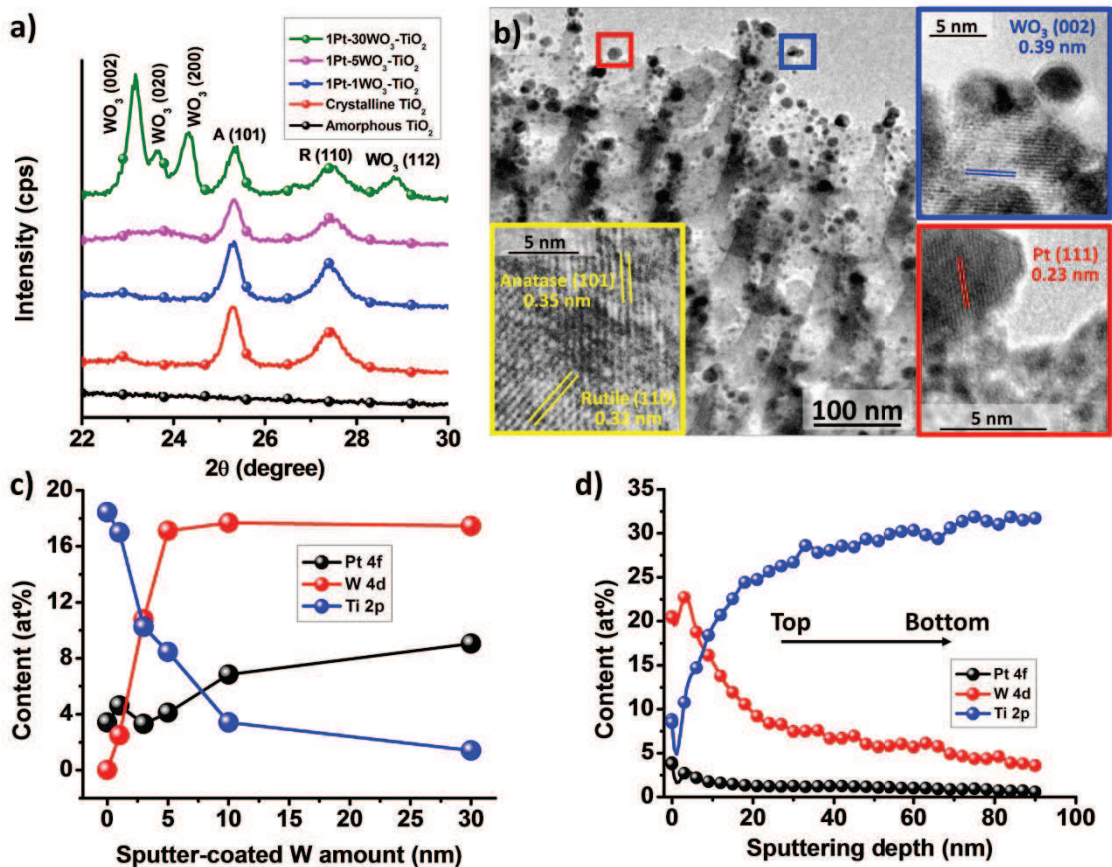 a)
1Pt-30WO₃-TiO₂
1Pt-5WO₃-TiO₂
1Pt-1WO₃-TiO₂
Crystalline TiO₂
Amorphous TiO₂
WO₃ (002)
WO₃ (020)
WO₃ (200)
A (101)
R (110)
WO₃ (112)
Intensity (cps)
22 24 26 28 30
2θ (degree)
b)
5 nm
WO₃ (002)
0.39 nm
5 nm
Anatase (101)
0.35 nm
Rutile (110)
0.32 nm
100 nm
Pt (111)
0.23 nm
5 nm
c)
20
18
16
12
8
4
0
Content (at%)
Pt 4f
W 4d
Ti 2p
0 5 10 15 20 25 30
Sputter-coated W amount (nm)
d)
35
30
25
20
15
10
5
0
Content (at%)
Top Bottom
Pt 4f
W 4d
Ti 2p
0 20 40 60 80 100
Sputtering depth (nm)